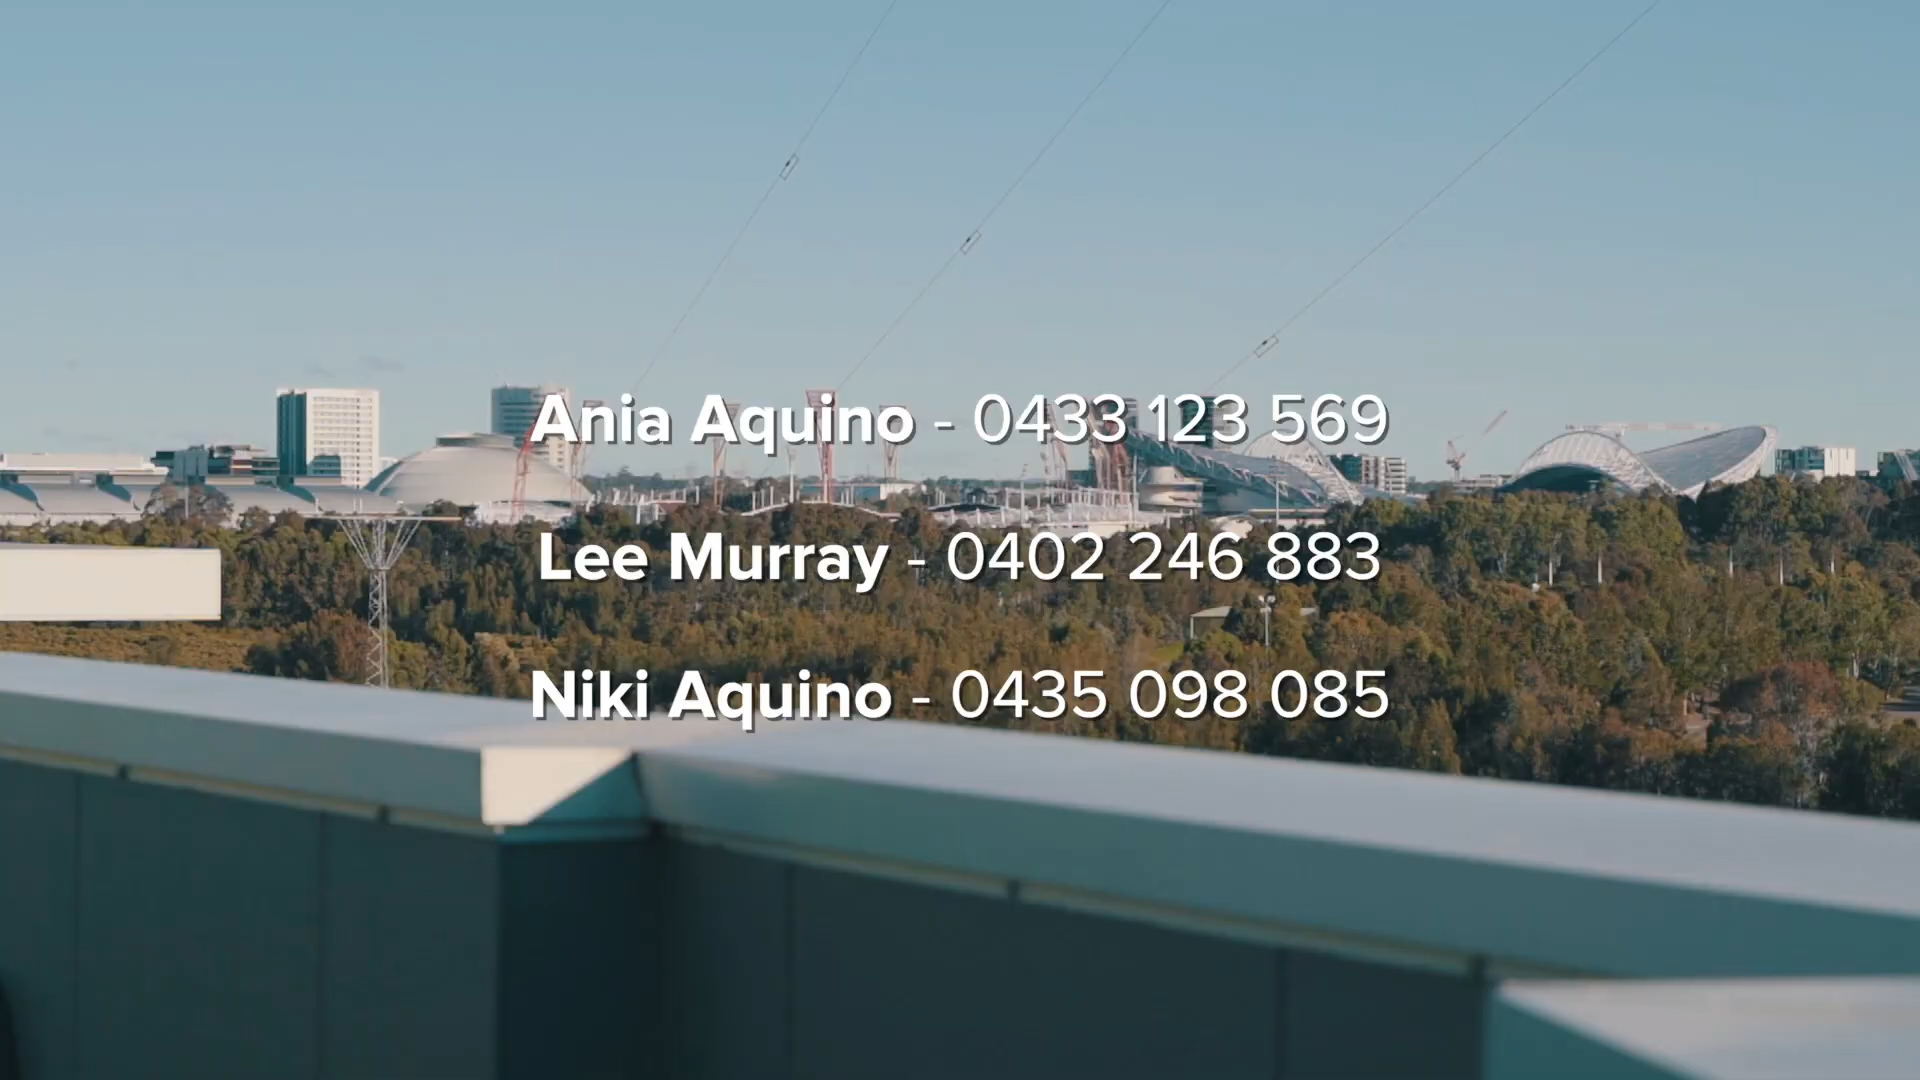 Ania Aquino - 0433 123 569
Lee Murray - 0402 246 883
Niki Aquino - 0435 098 085